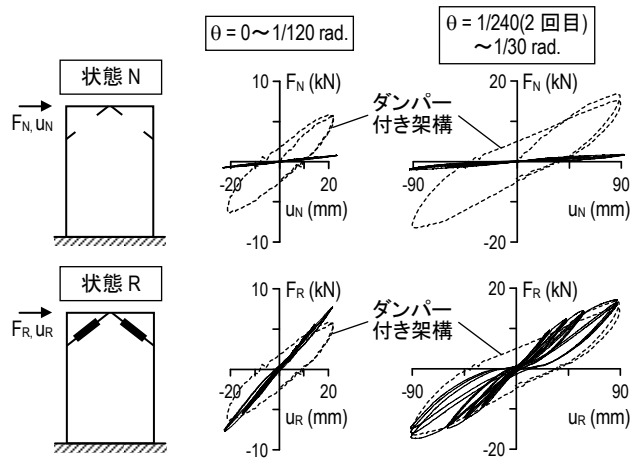 θ = 0～1/120 rad.
θ = 1/240(2 回目)
～1/30 rad.
状態 N
F_N, u_N
10
F_N (kN)
-20
20
u_N (mm)
-10
ダンパー
付き架構
20
F_N (kN)
-90
90
u_N (mm)
-20
状態 R
F_R, u_R
10
F_R (kN)
-20
20
u_R (mm)
-10
ダンパー
付き架構
20
F_R (kN)
-90
90
u_R (mm)
-20